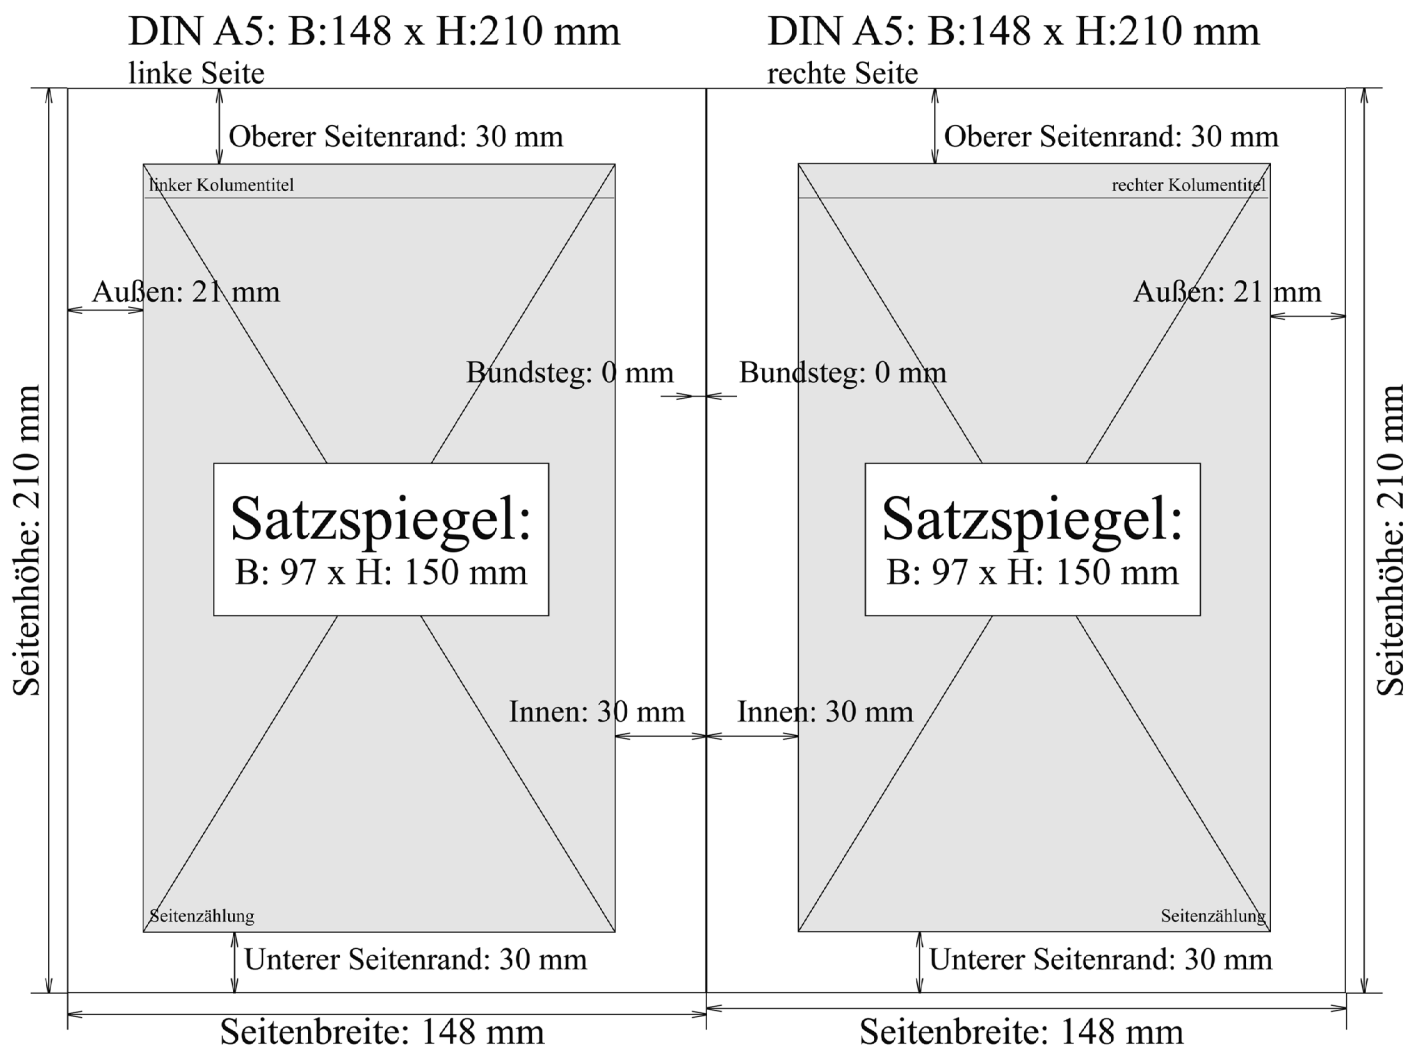 DIN A5: B:148 x H:210 mm
linke Seite
Oberer Seitenrand: 30 mm
linker Kolumentitel
Außen: 21 mm
Bundsteg: 0 mm
Seitenhöhe: 210 mm
Satzspiegel:
B: 97 x H: 150 mm
Innen: 30 mm
Seitenzählung
Unterer Seitenrand: 30 mm
Seitenbreite: 148 mm
DIN A5: B:148 x H:210 mm
rechte Seite
Oberer Seitenrand: 30 mm
rechter Kolumentitel
Außen: 21 mm
Bundsteg: 0 mm
Satzspiegel:
B: 97 x H: 150 mm
Seitenhöhe: 210 mm
Innen: 30 mm
Seitenzählung
Unterer Seitenrand: 30 mm
Seitenbreite: 148 mm